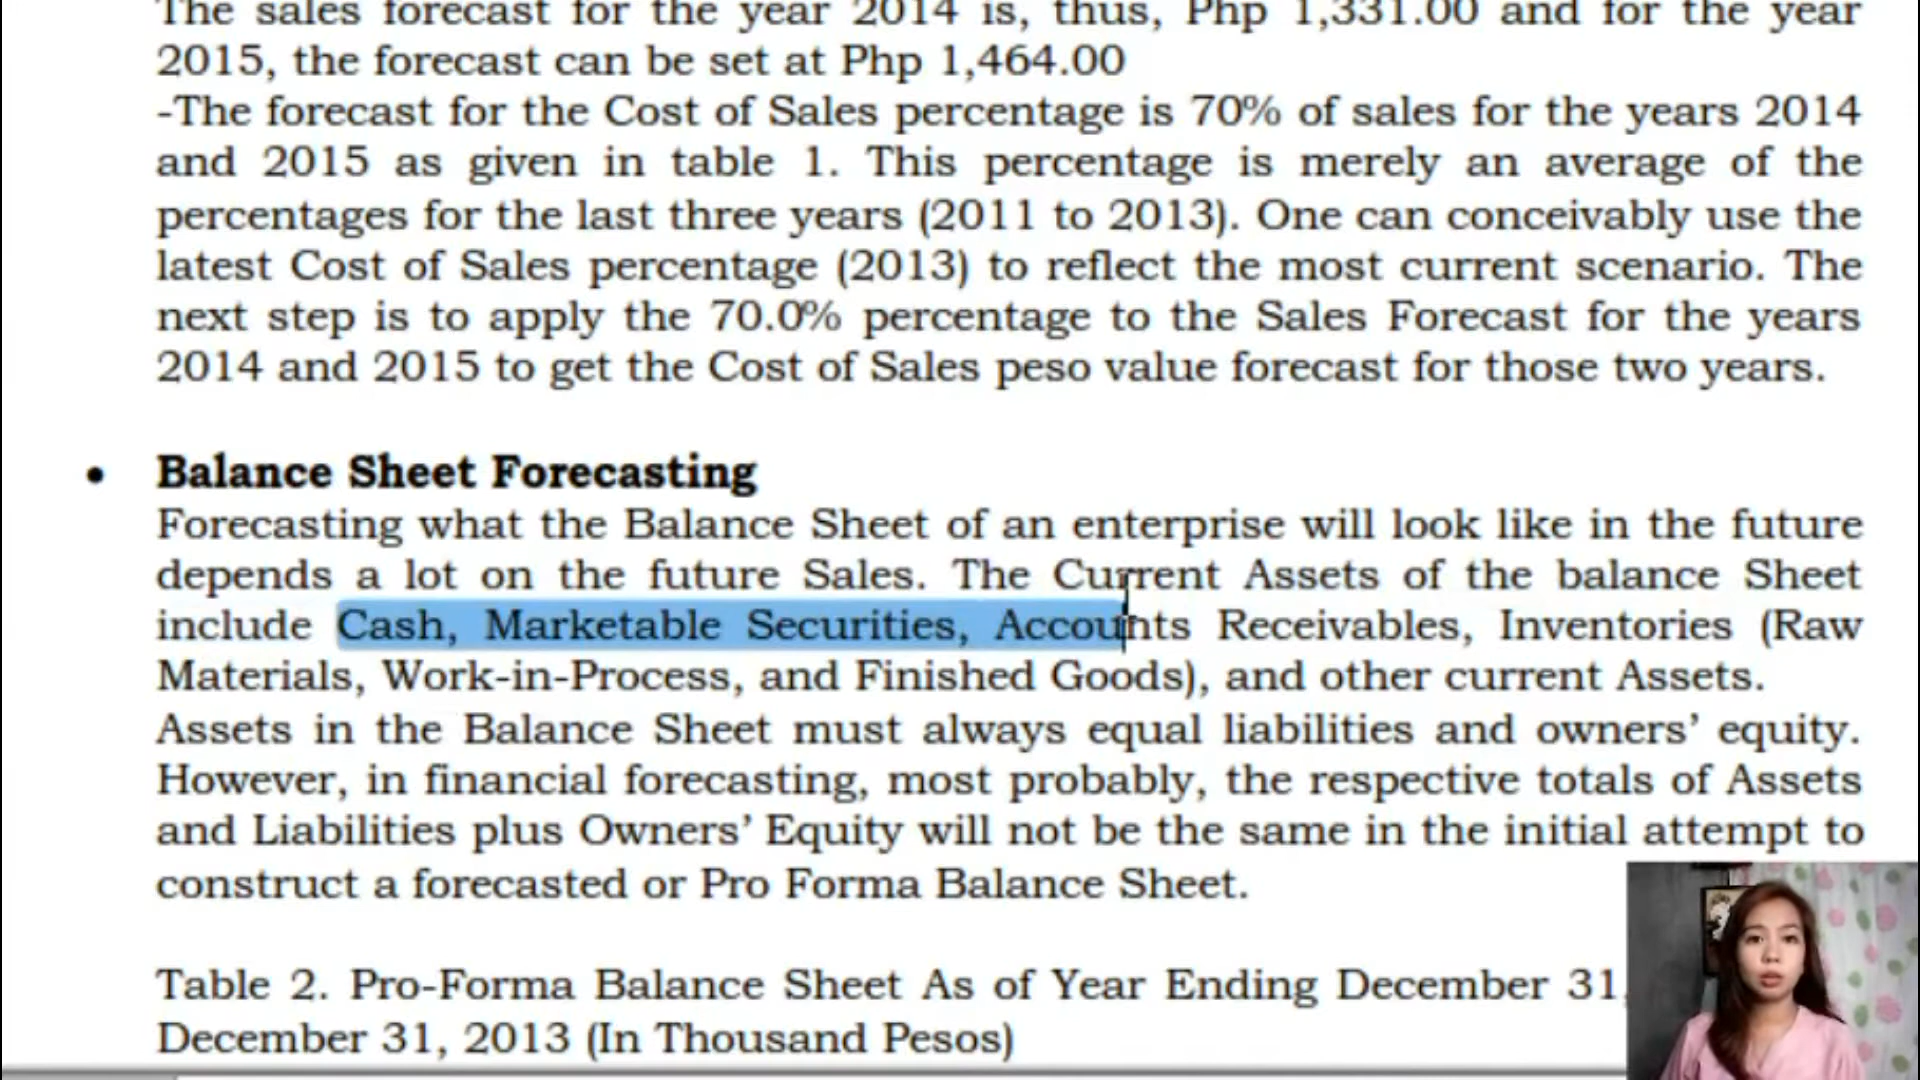 The sales forecast for the year 2014 is, thus, Php 1,331.00 and for the year
2015, the forecast can be set at Php 1,464.00
-The forecast for the Cost of Sales percentage is 70% of sales for the years 2014
and 2015 as given in table 1. This percentage is merely an average of the
percentages for the last three years (2011 to 2013). One can conceivably use the
latest Cost of Sales percentage (2013) to reflect the most current scenario. The
next step is to apply the 70.0% percentage to the Sales Forecast for the years
2014 and 2015 to get the Cost of Sales peso value forecast for those two years.
• Balance Sheet Forecasting
Forecasting what the Balance Sheet of an enterprise will look like in the future
depends a lot on the future Sales. The Current Assets of the balance Sheet
include Cash, Marketable Securities, Accounts Receivables, Inventories (Raw
Materials, Work-in-Process, and Finished Goods), and other current Assets.
Assets in the Balance Sheet must always equal liabilities and owners’ equity.
However, in financial forecasting, most probably, the respective totals of Assets
and Liabilities plus Owners’ Equity will not be the same in the initial attempt to
construct a forecasted or Pro Forma Balance Sheet.
Table 2. Pro-Forma Balance Sheet As of Year Ending December 31,
December 31, 2013 (In Thousand Pesos)